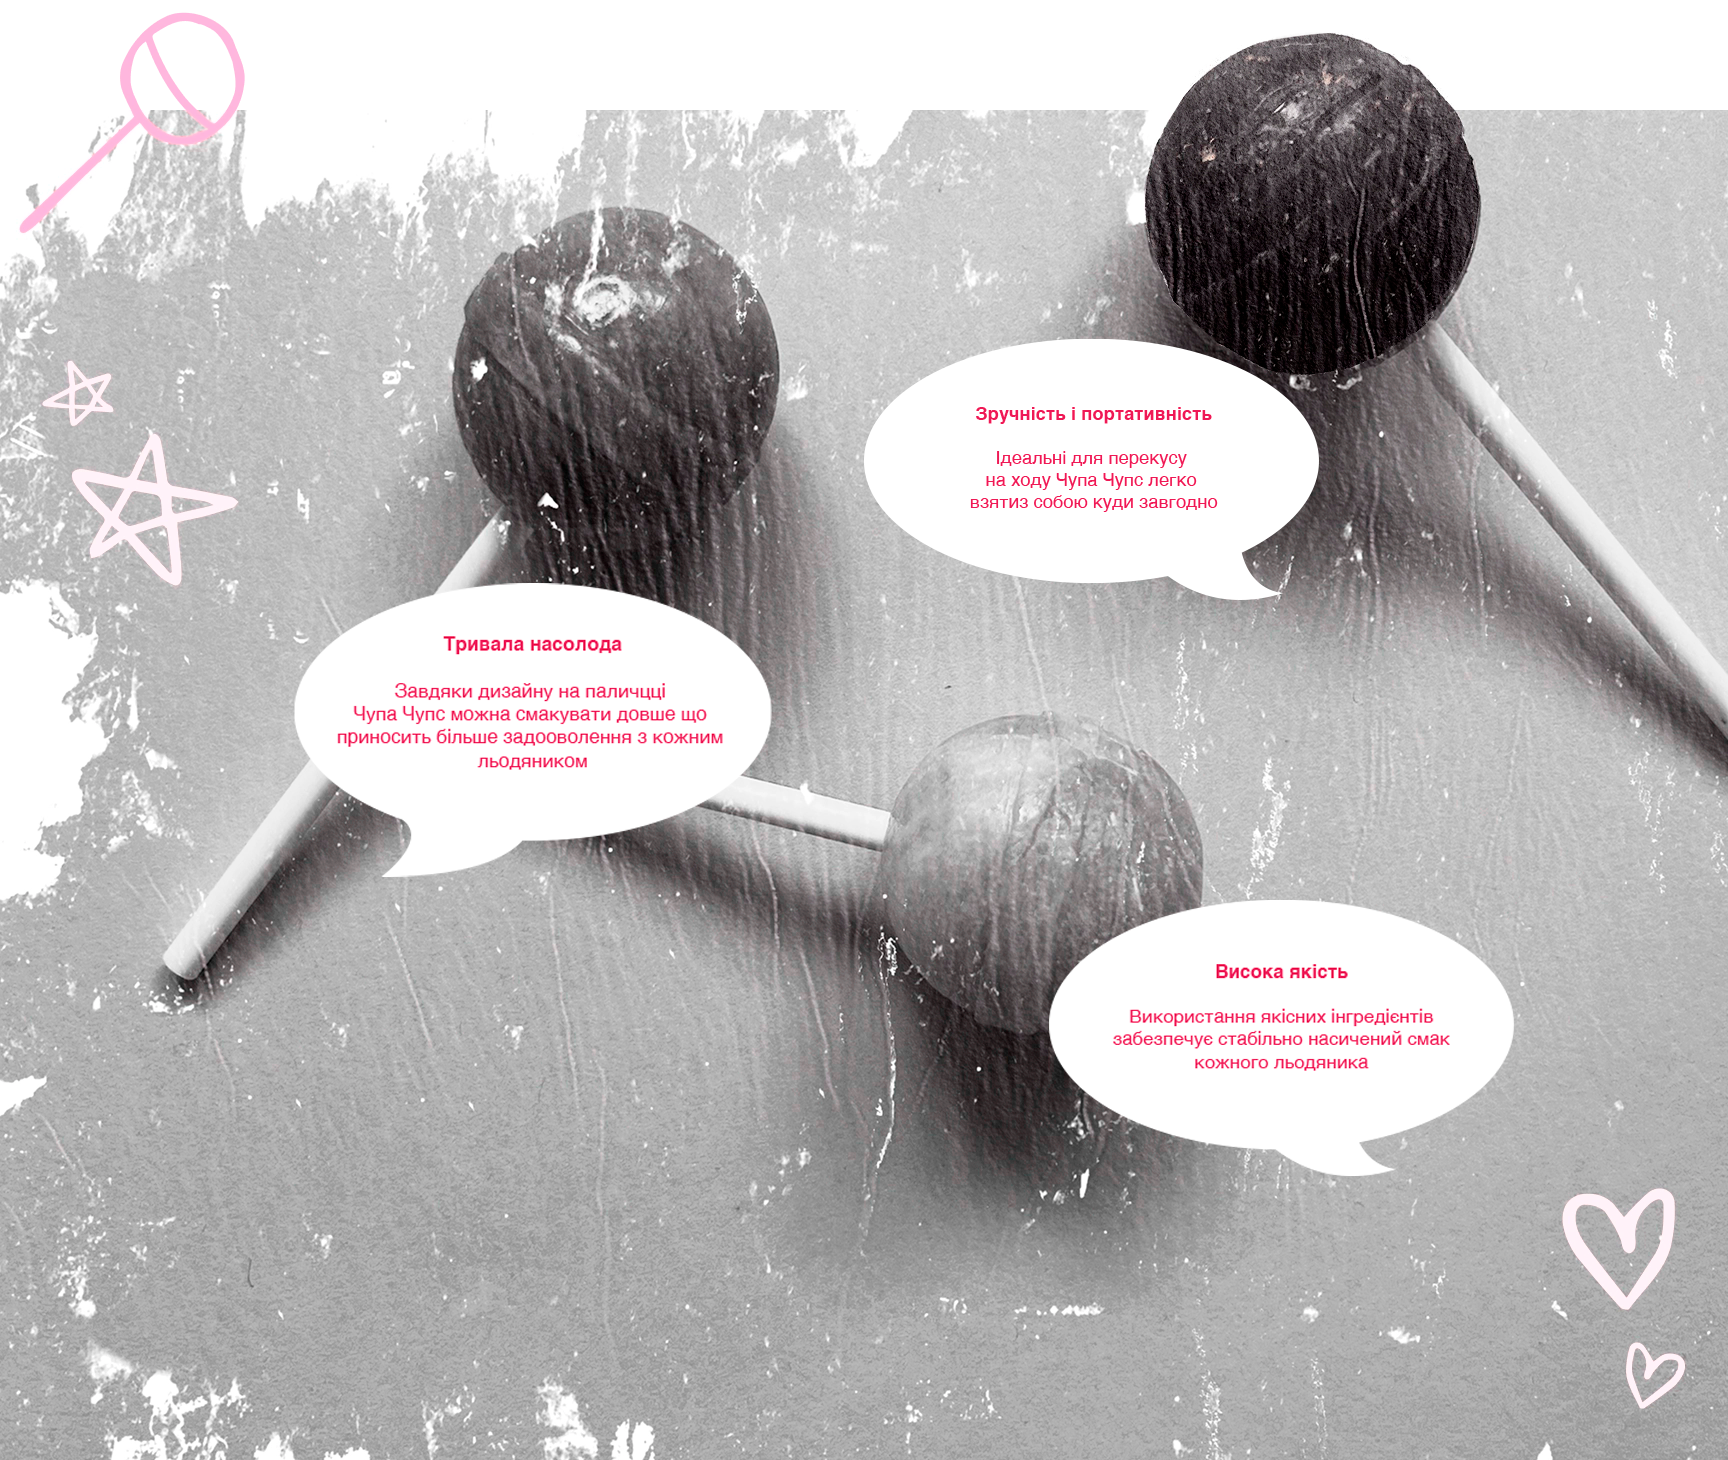 Зручність і портативність
Ідеальні для перекусу
на ходу Чупа Чупс легко
взятиз собою куди завгодно
Тривала насолода
Завдяки дизайну на паличцці
Чупа Чупс можна смакувати довше що
приносить більше задооволення з кожним
льодяником
Висока якість
Використання якісних інгредієнтів
забезпечує стабільно насичений смак
кожного льодяника